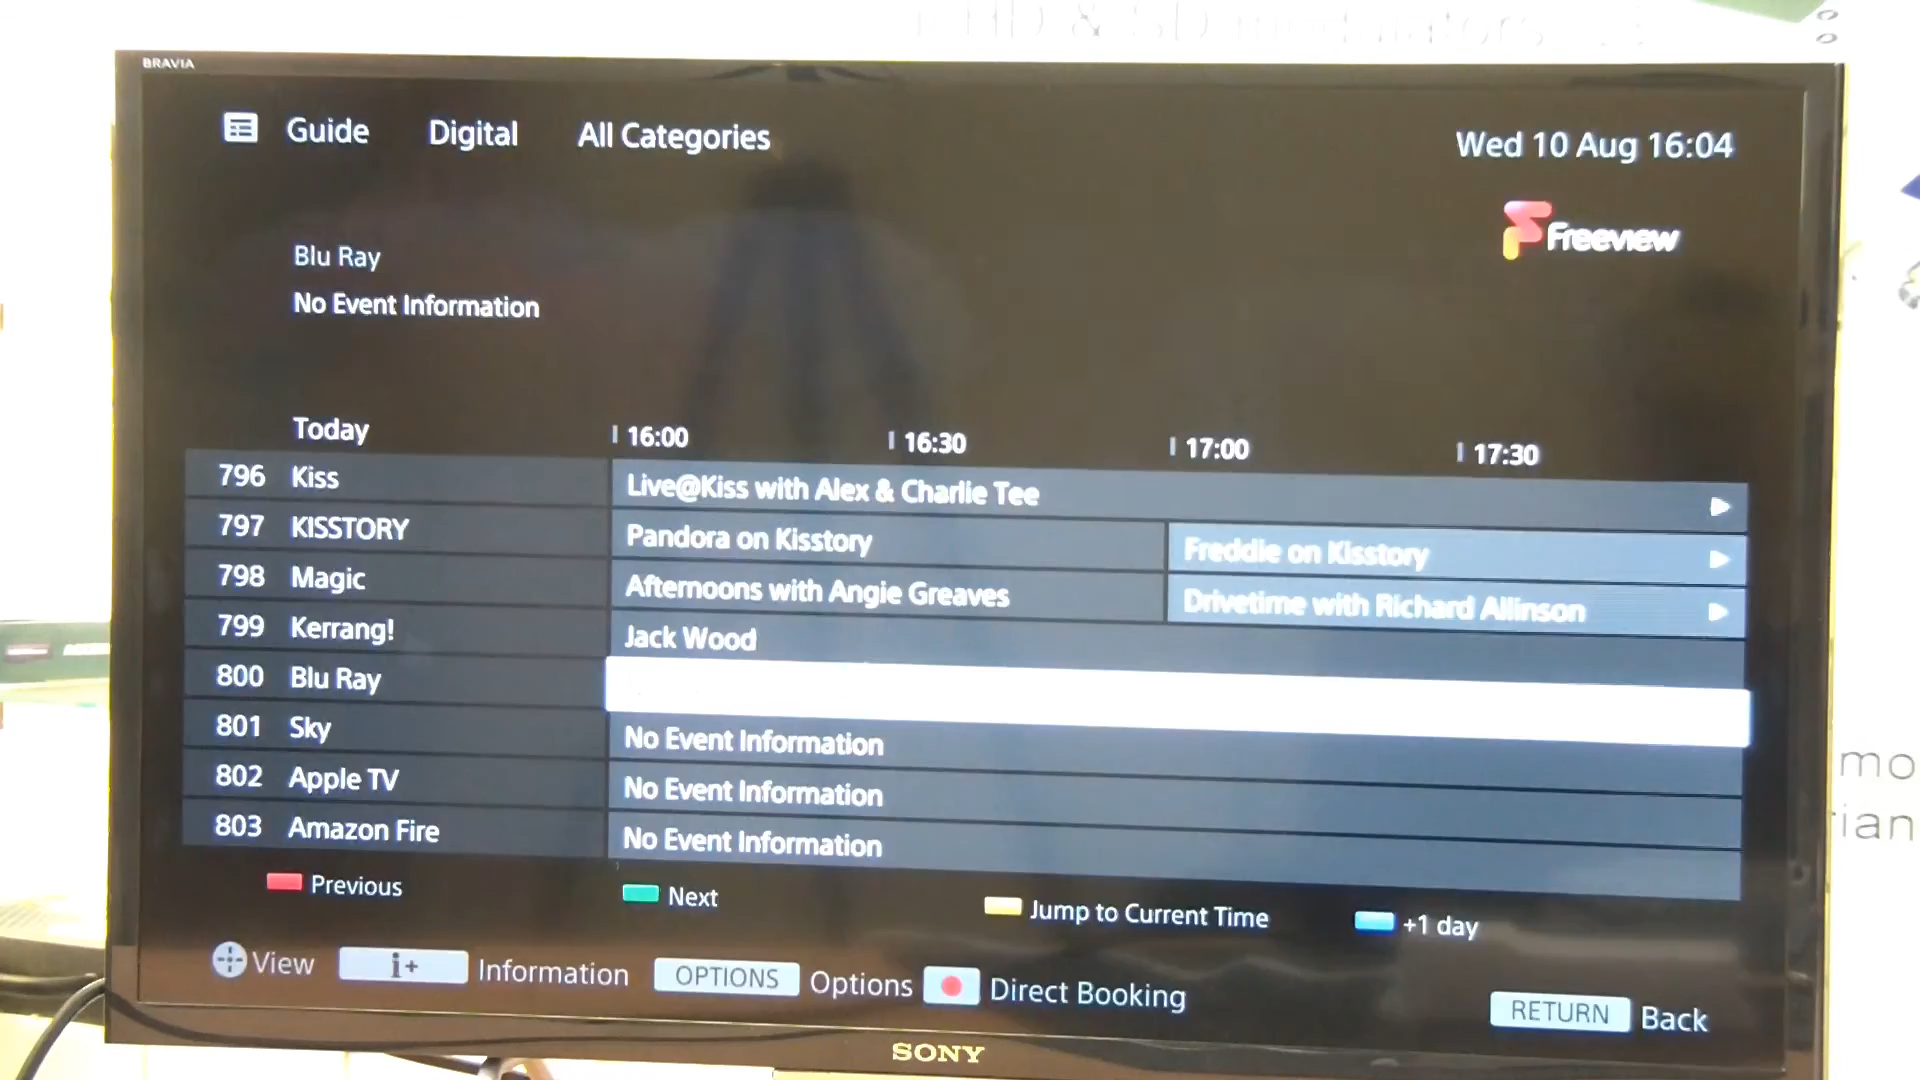 HD & SD modulators
BRAVIA
Guide Digital All Categories
Wed 10 Aug 16:04
Freeview
Blu Ray
No Event Information
Today 16:00 16:30 17:00 17:30
796 Kiss Live@Kiss with Alex & Charlie Tee
797 KISSTORY Pandora on Kisstory Freddie on Kisstory
798 Magic Afternoons with Angie Greaves Drivetime with Richard Allinson
799 Kerrang! Jack Wood
800 Blu Ray
801 Sky No Event Information
802 Apple TV No Event Information
803 Amazon Fire No Event Information
Previous Next Jump to Current Time +1 day
View i+ Information OPTIONS Options Direct Booking RETURN Back
SONY